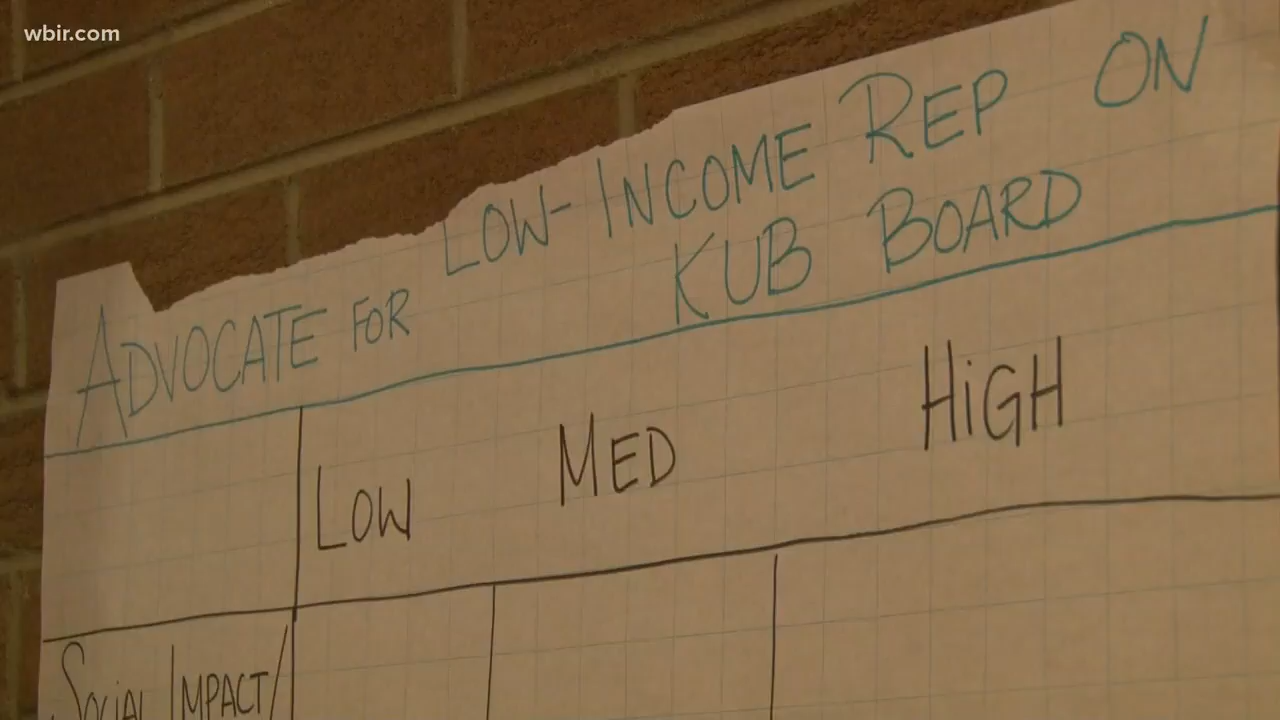 wbir.com
ADVOCATE FOR LOW-INCOME REP ON
KUB BOARD
LOW MED HiGH
SOCIAL IMPACT/